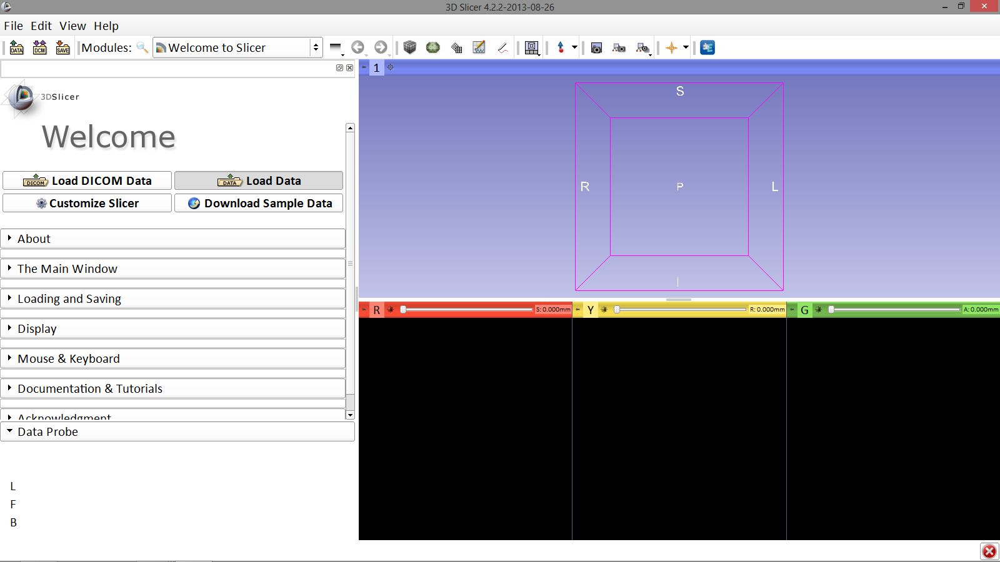 3D Slicer 4.2.2-2013-08-26
File Edit View Help
DATA DCM SAVE Modules: Welcome to Slicer
1
3DSlicer
Welcome
DICOM Load DICOM Data DATA Load Data
Customize Slicer Download Sample Data
About
The Main Window
Loading and Saving
Display
Mouse & Keyboard
Documentation & Tutorials
Acknowledgment
Data Probe
L
F
B
S
R P L
I
R S: 0.000mm Y R: 0.000mm G A: 0.000mm